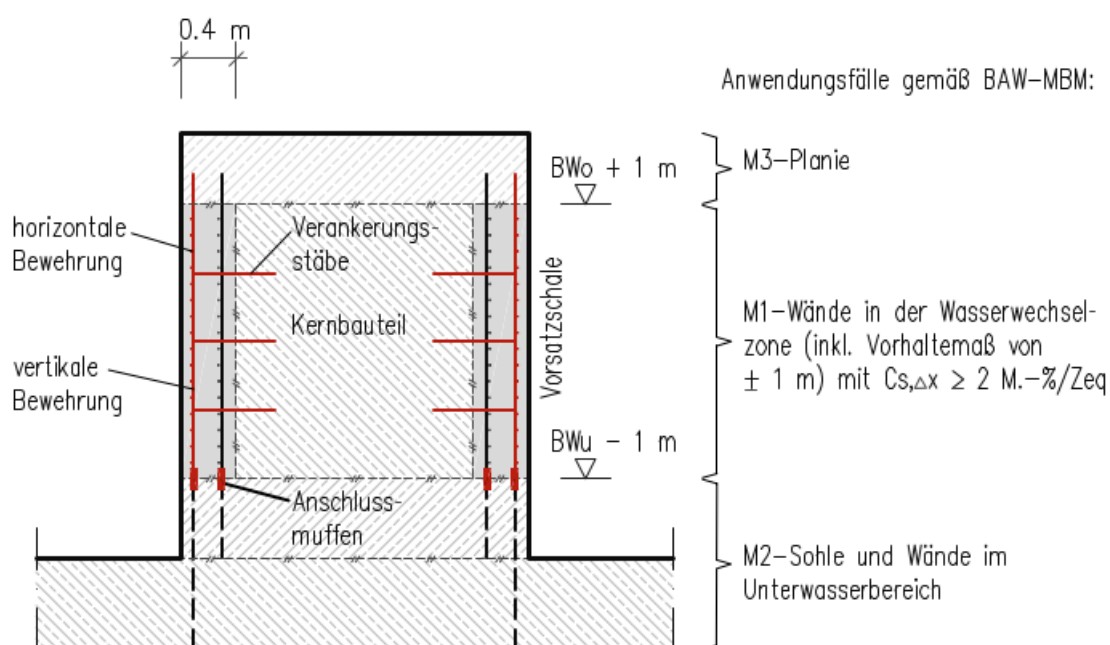 0.4 m
Anwendungsfälle gemäß BAW-MBM:
BWo + 1 m
M3-Planie
horizontale
Bewehrung
Verankerungs-
stäbe
Kernbauteil
Vorsatzschale
M1-Wände in der Wasserwechsel-
zone (inkl. Vorhaltemaß von
± 1 m) mit Cs,△x ≥ 2 M.-%/Zeq
vertikale
Bewehrung
BWu - 1 m
Anschluss-
muffen
M2-Sohle und Wände im
Unterwasserbereich